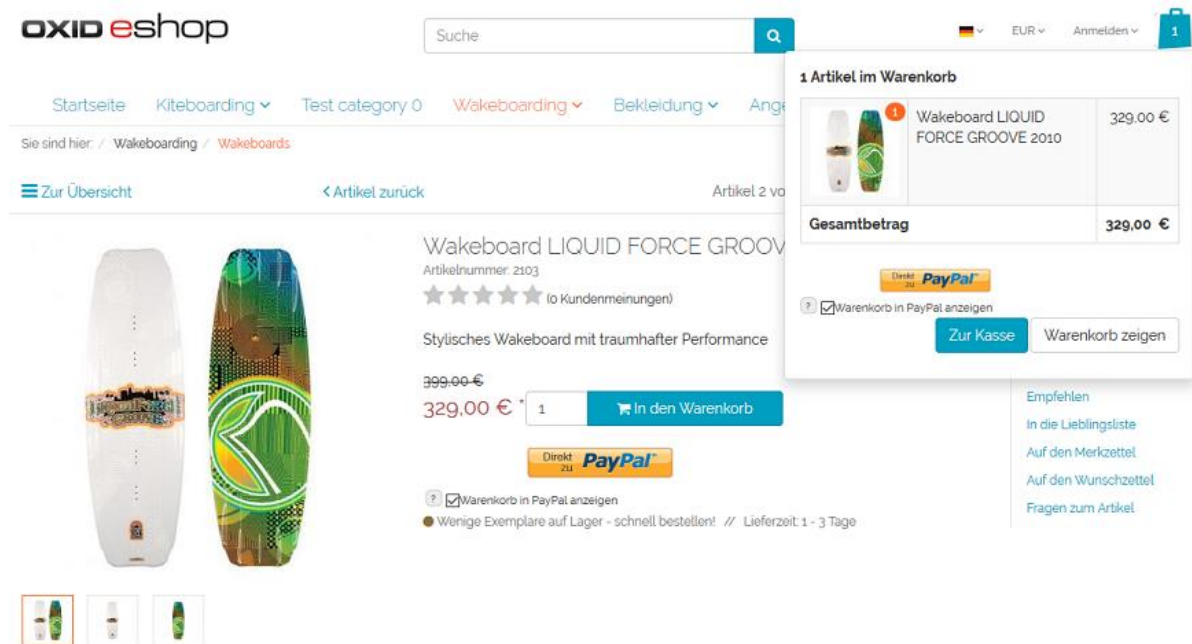 OXID eshop
Suche
EUR
Anmelden
1
Startseite
Kiteboarding
Test category 0
Wakeboarding
Bekleidung
Sie sind hier: / Wakeboarding / Wakeboards
Zur Übersicht
Artikel zurück
Artikel 2
1 Artikel im Warenkorb
1
Wakeboard LIQUID
FORCE GROOVE 2010
329,00 €
Gesamtbetrag
329,00 €
Direkt zu PayPal
? Warenkorb in PayPal anzeigen
Zur Kasse
Warenkorb zeigen
Wakeboard LIQUID FORCE GROOV
Artikelnummer: 2103
(0 Kundenmeinungen)
Stylisches Wakeboard mit traumhafter Performance
399,00 €
329,00 € *
1
In den Warenkorb
Direkt zu PayPal
? Warenkorb in PayPal anzeigen
Wenige Exemplare auf Lager - schnell bestellen! // Lieferzeit: 1 - 3 Tage
Empfehlen
In die Lieblingsliste
Auf den Merkzettel
Auf den Wunschzettel
Fragen zum Artikel